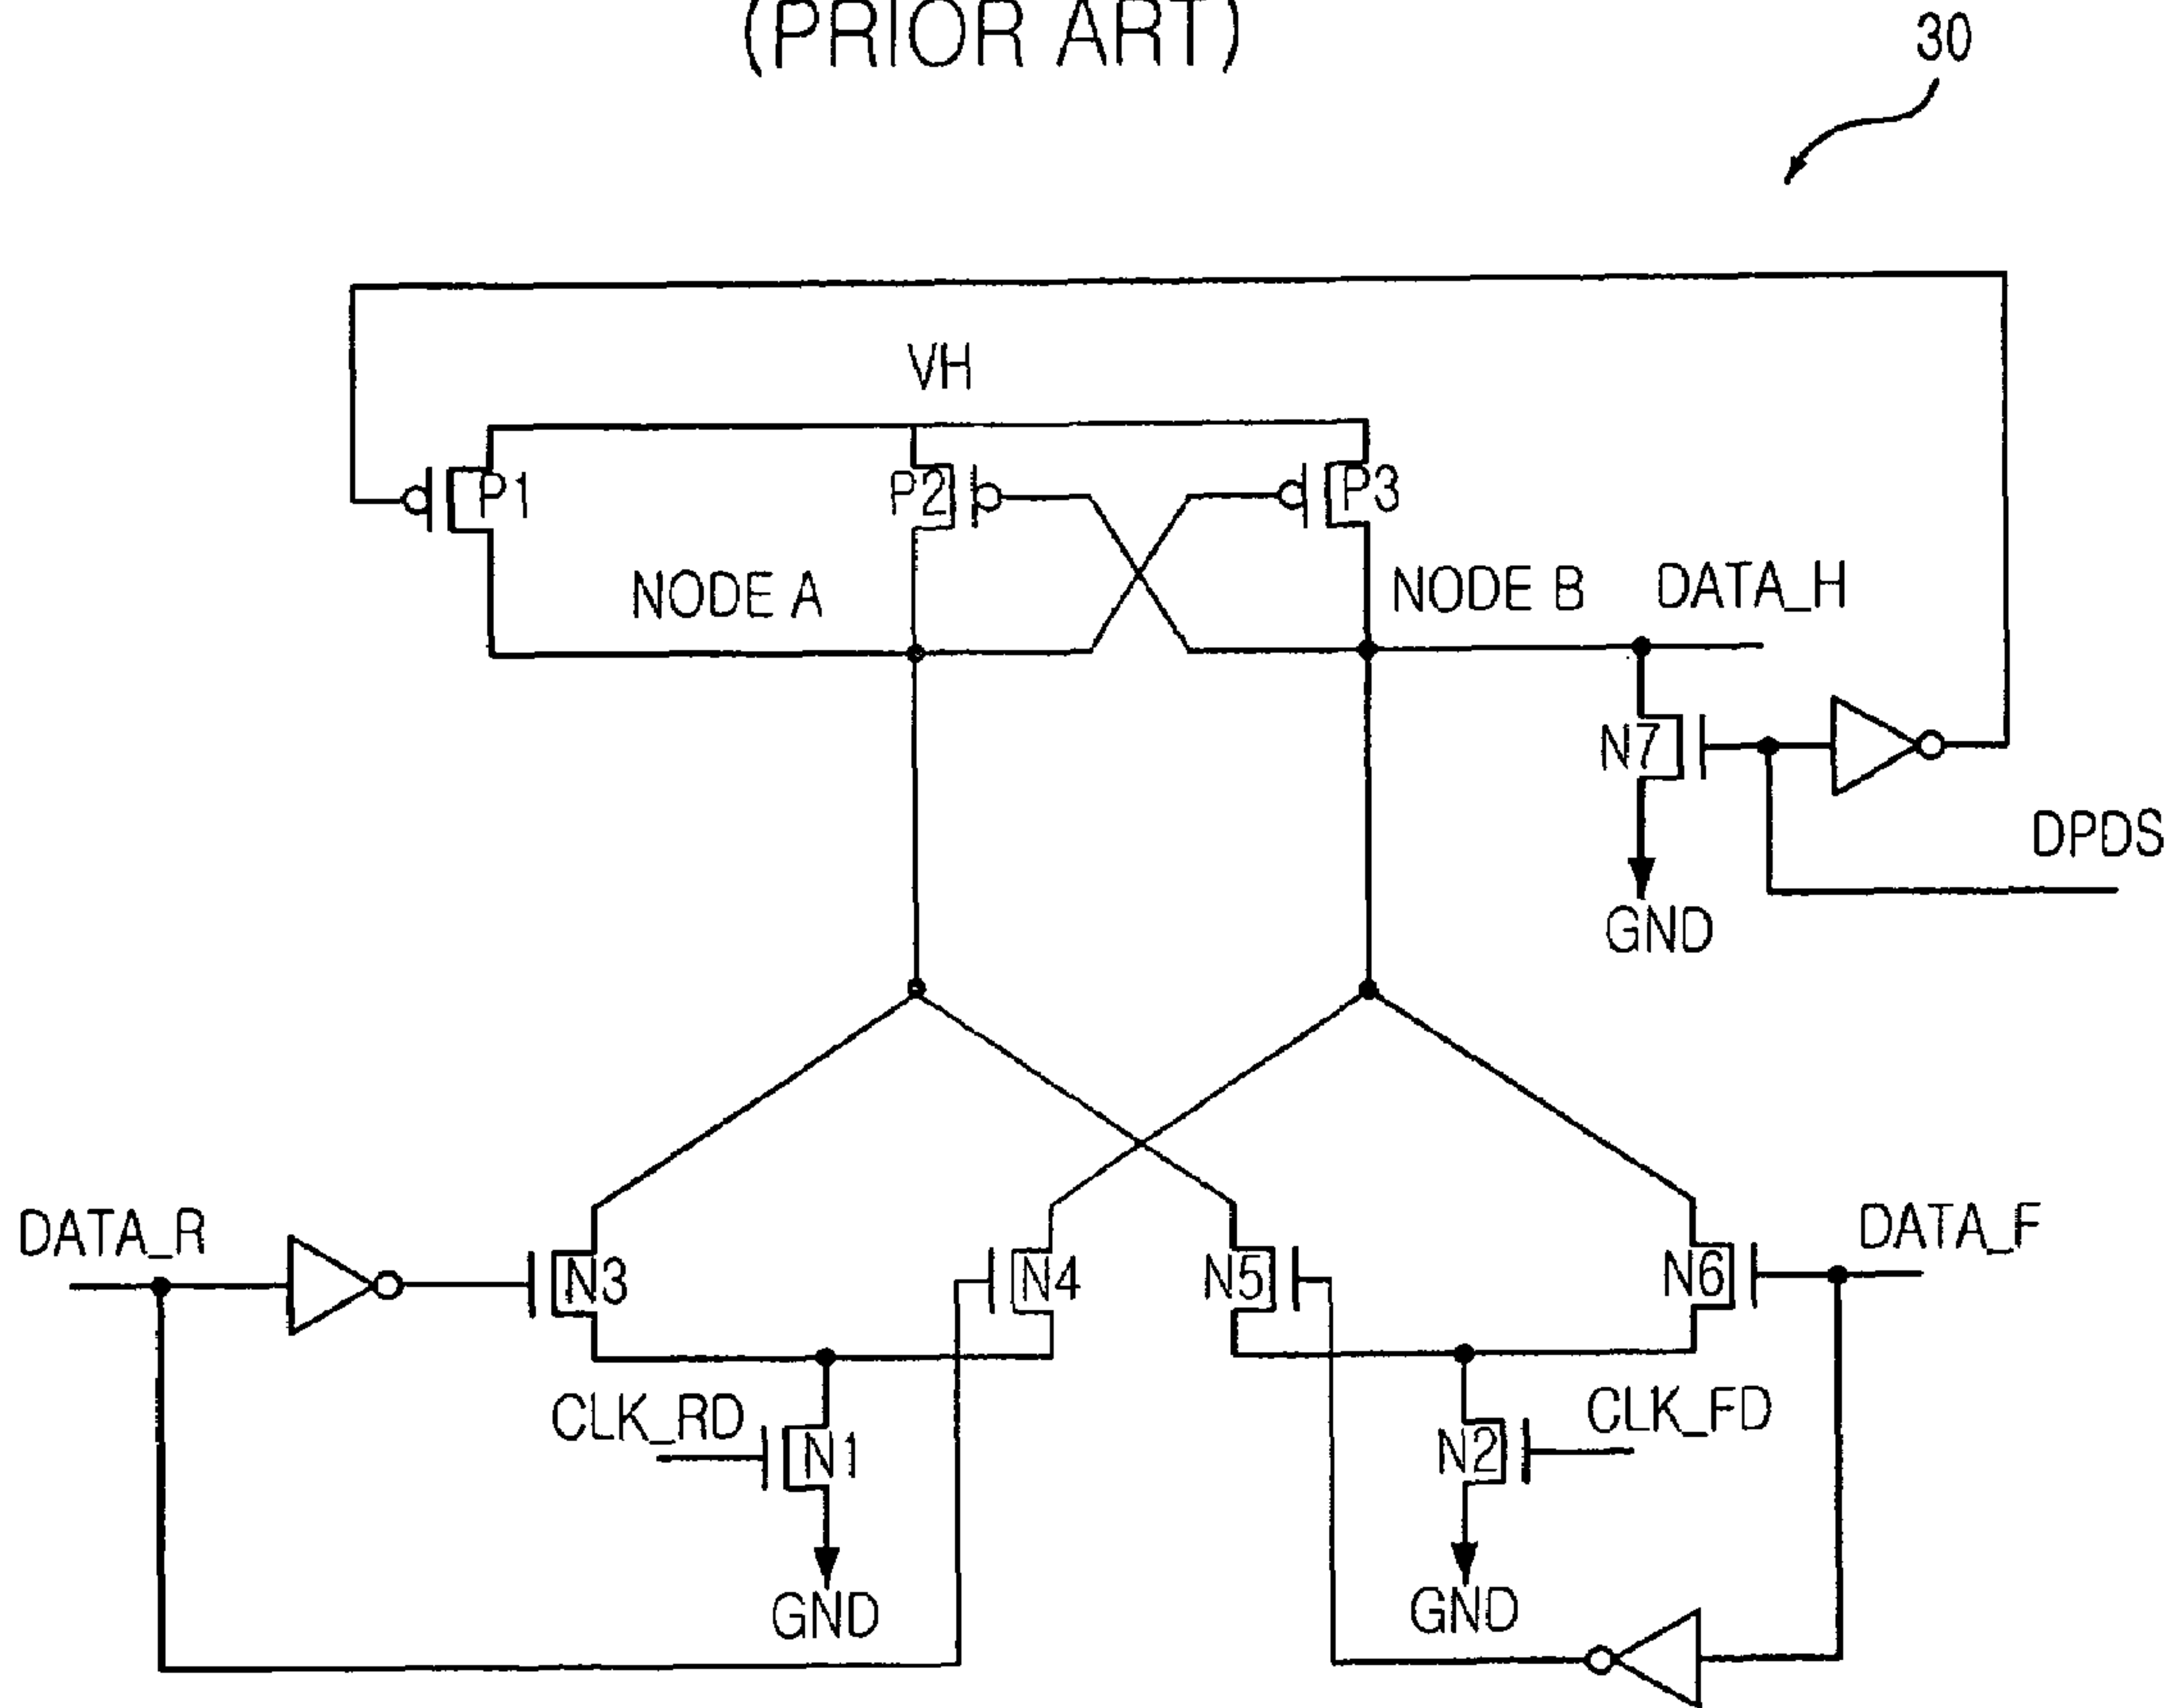 (PRIOR ART)
30
VH
P1
P2
P3
NODE A
NODE B
DATA_H
N7
DPDS
GND
DATA_R
DATA_F
N3
N4
N5
N6
CLK_RD
CLK_FD
N1
N2
GND
GND